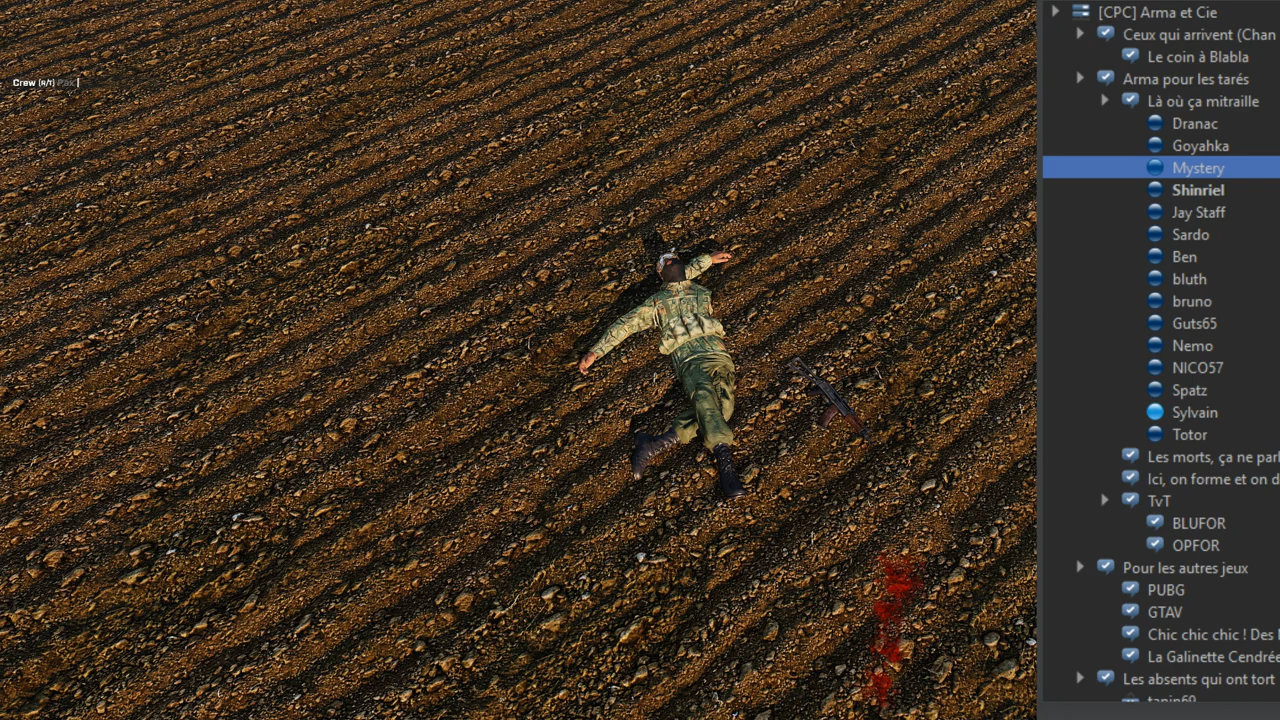 Crew (A/I) Pax
[CPC] Arma et Cie
Ceux qui arrivent (Chan
Le coin à Blabla
Arma pour les tarés
Là où ça mitraille
Dranac
Goyahka
Mystery
Shinriel
Jay Staff
Sardo
Ben
bluth
bruno
Guts65
Nemo
NICO57
Spatz
Sylvain
Totor
Les morts, ça ne parl
Ici, on forme et on d
TvT
BLUFOR
OPFOR
Pour les autres jeux
PUBG
GTAV
Chic chic chic ! Des l
La Galinette Cendrée
Les absents qui ont tort
tapin69